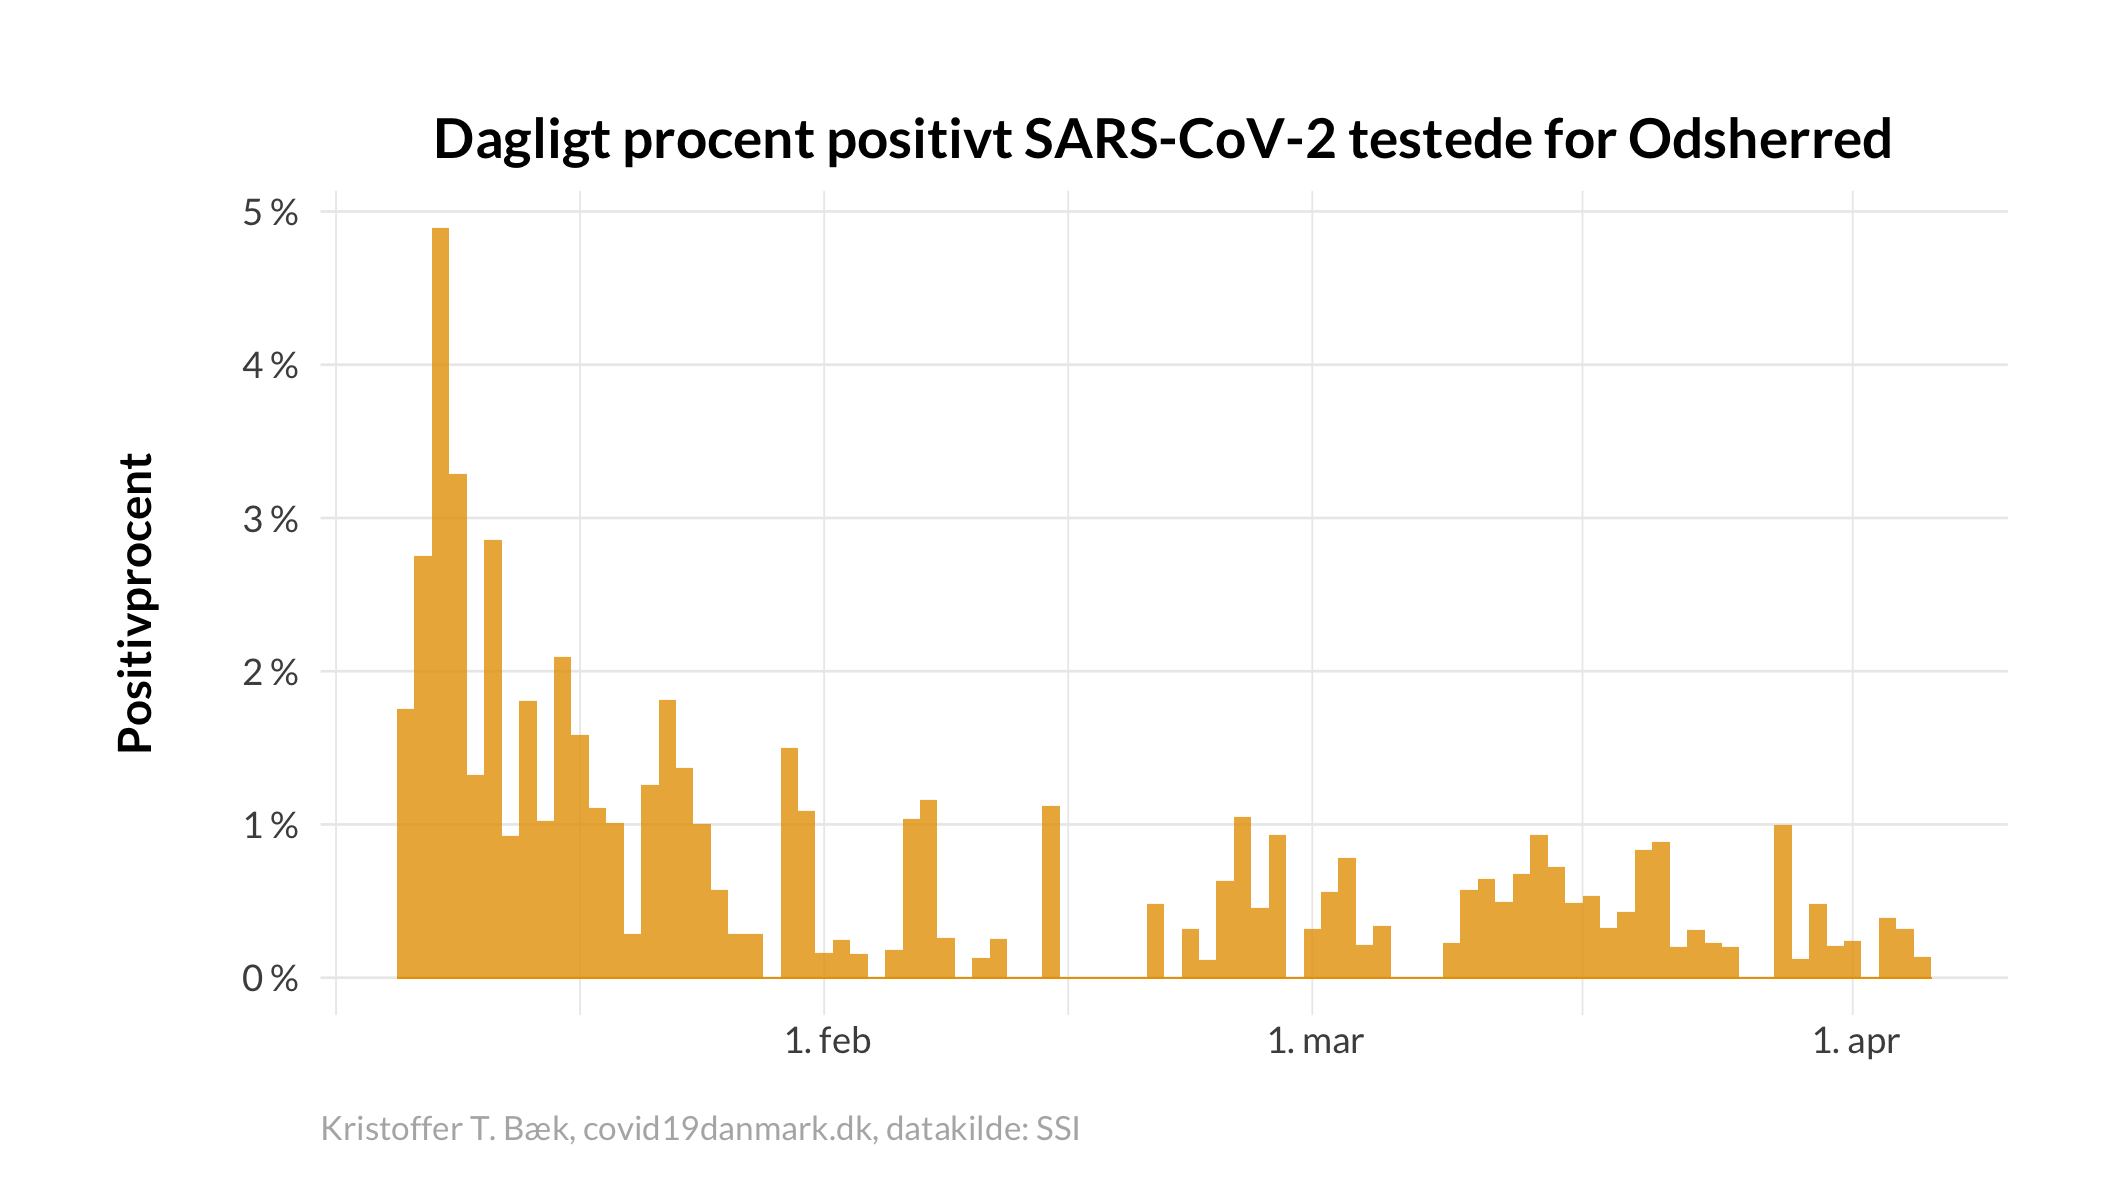 Dagligt procent positivt SARS-CoV-2 testede for Odsherred
Positivprocent
5 %
4 %
3 %
2 %
1 %
0 %
1. feb
1. mar
1. apr
Kristoffer T. Bæk, covid19danmark.dk, datakilde: SSI